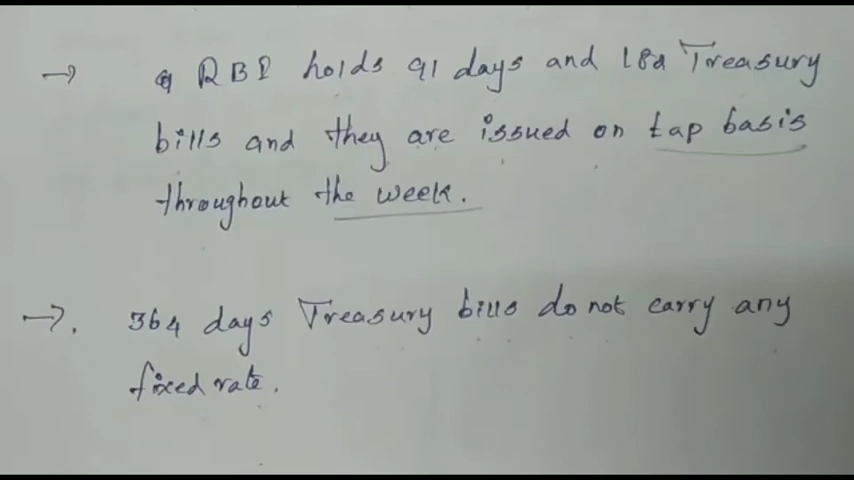 → RBI holds 91 days and 182 Treasury
bills and they are issued on tap basis
throughout the week.
→. 364 days Treasury bills do not carry any
fixed rate.